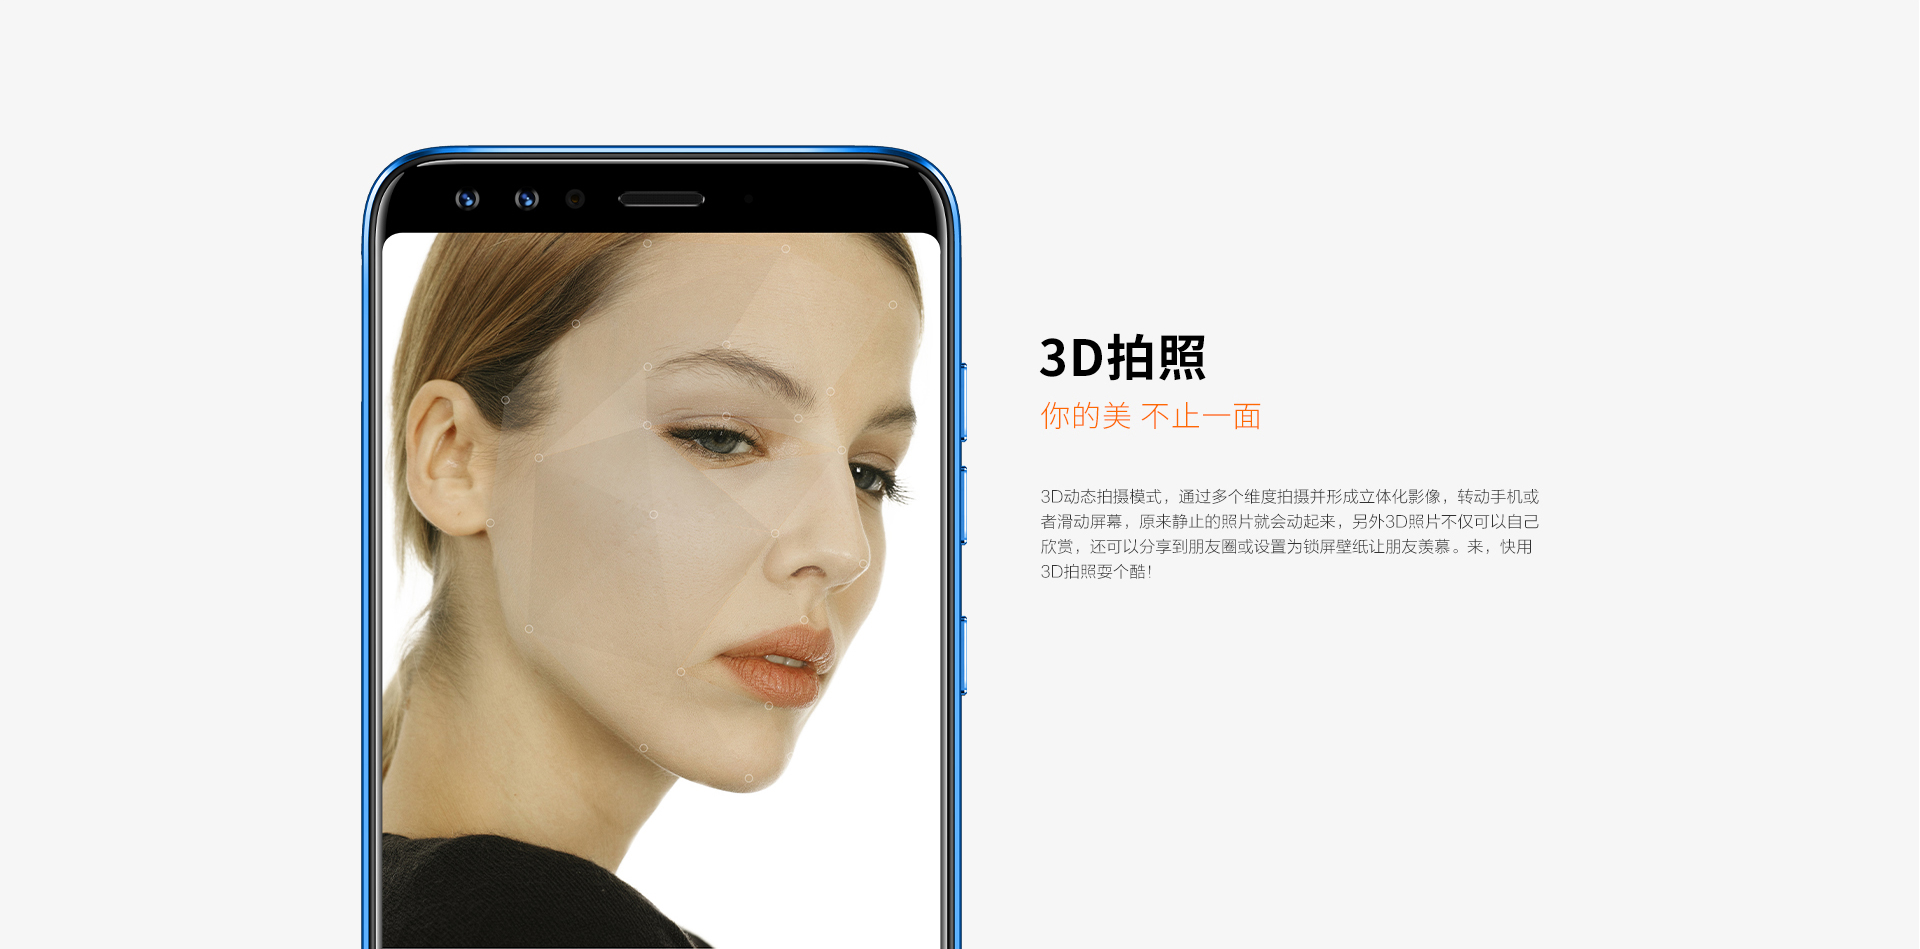 3D拍照
你的美 不止一面
3D动态拍摄模式，通过多个维度拍摄并形成立体化影像，转动手机或
者滑动屏幕，原来静止的照片就会动起来，另外3D照片不仅可以自己
欣赏，还可以分享到朋友圈或设置为锁屏壁纸让朋友羡慕。来，快用
3D拍照耍个酷！